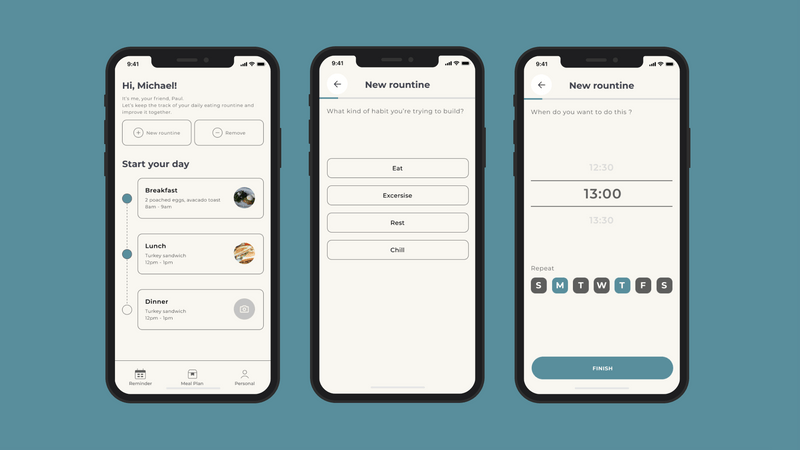 9:41
Hi, Michael!
It's me, your friend, Paul.
Let's keep the track of your daily eating rountine and
improve it together.
New rountine
Remove
Start your day
Breakfast
2 poached eggs, avacado toast
8am - 9am
Lunch
Turkey sandwich
12pm - 1pm
Dinner
Turkey sandwich
12pm - 1pm
Reminder
Meal Plan
Personal
9:41
New rountine
What kind of habit you're trying to build?
Eat
Excersise
Rest
Chill
9:41
New rountine
When do you want to do this ?
12:30
13:00
13:30
Repeat
S M T W T F S
FINISH